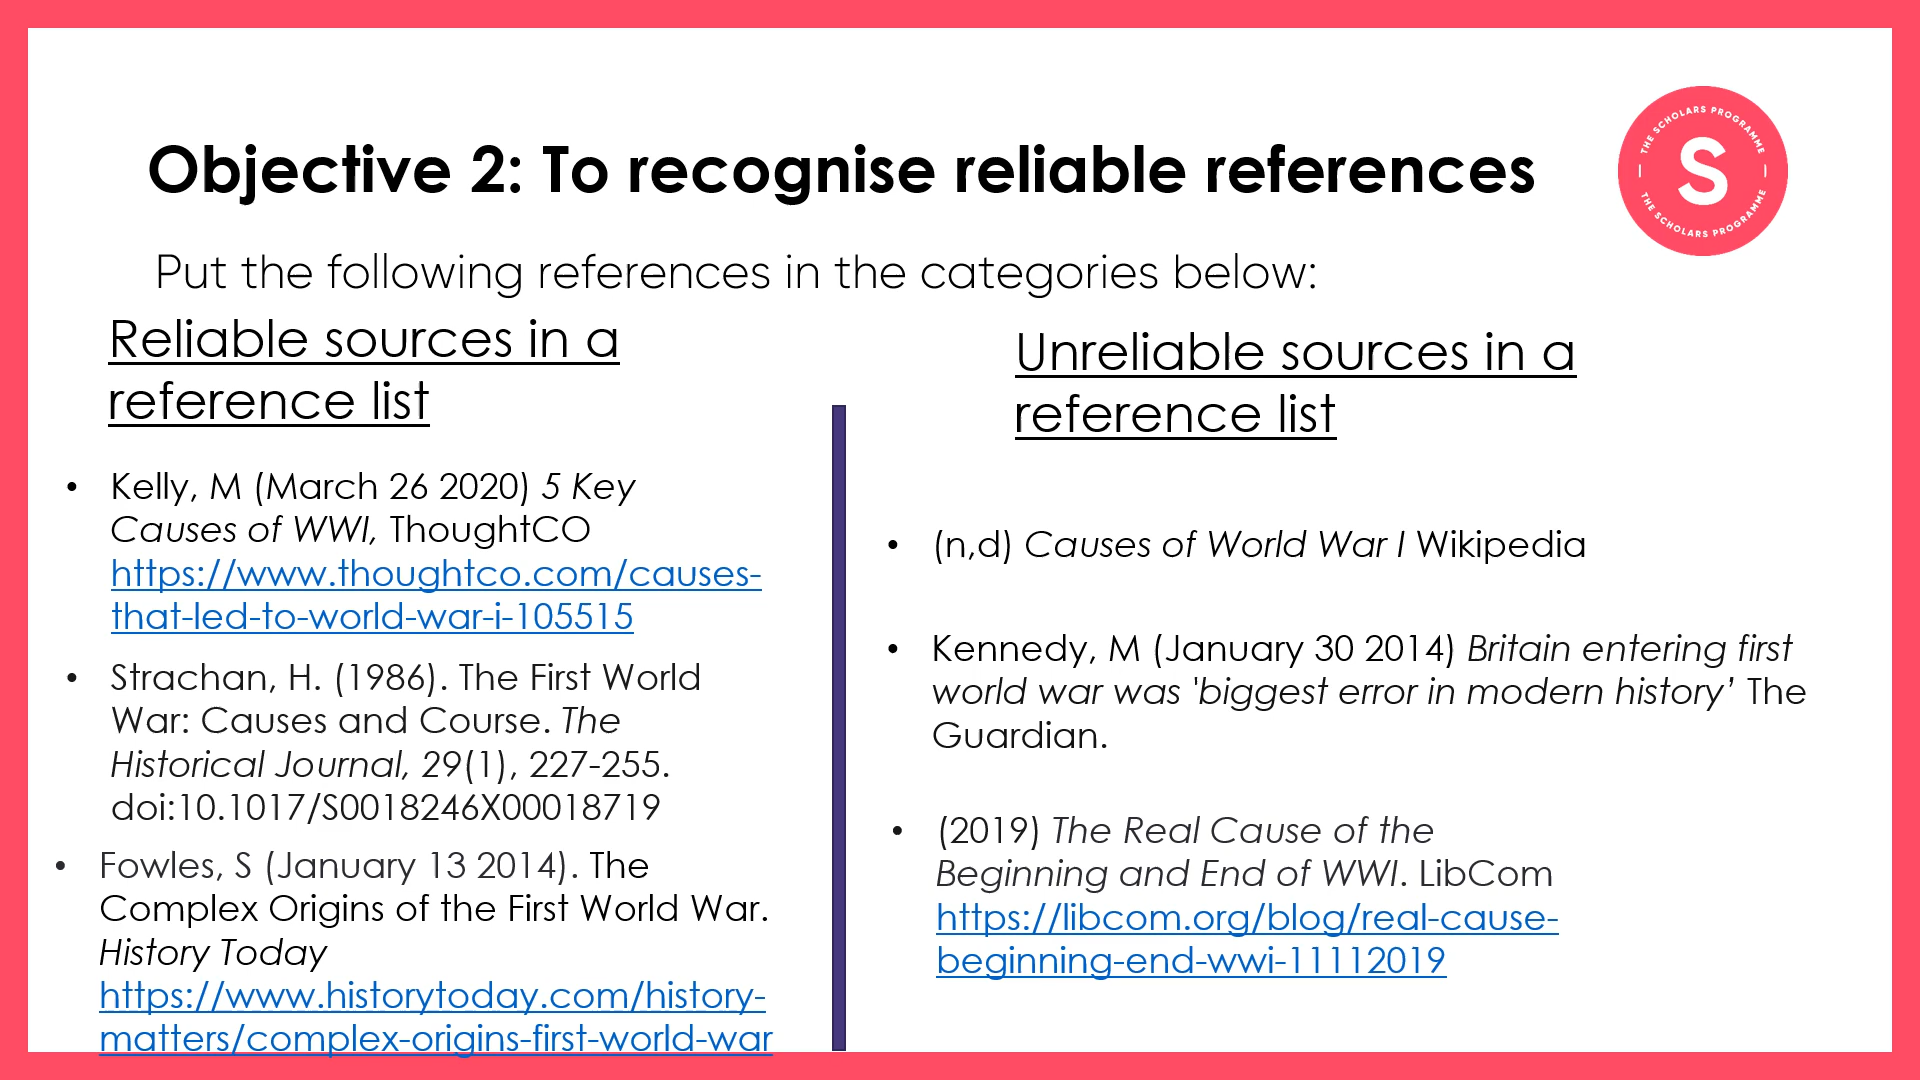 Objective 2: To recognise reliable references
THE SCHOLARS PROGRAMME
S
THE SCHOLARS PROGRAMME
Put the following references in the categories below:
Reliable sources in a
reference list
• Kelly, M (March 26 2020) 5 Key
Causes of WWI, ThoughtCO
https://www.thoughtco.com/causes-
that-led-to-world-war-i-105515
• Strachan, H. (1986). The First World
War: Causes and Course. The
Historical Journal, 29(1), 227-255.
doi:10.1017/S0018246X00018719
• Fowles, S (January 13 2014). The
Complex Origins of the First World War.
History Today
https://www.historytoday.com/history-
matters/complex-origins-first-world-war
Unreliable sources in a
reference list
• (n,d) Causes of World War I Wikipedia
• Kennedy, M (January 30 2014) Britain entering first
world war was 'biggest error in modern history’ The
Guardian.
• (2019) The Real Cause of the
Beginning and End of WWI. LibCom
https://libcom.org/blog/real-cause-
beginning-end-wwi-11112019